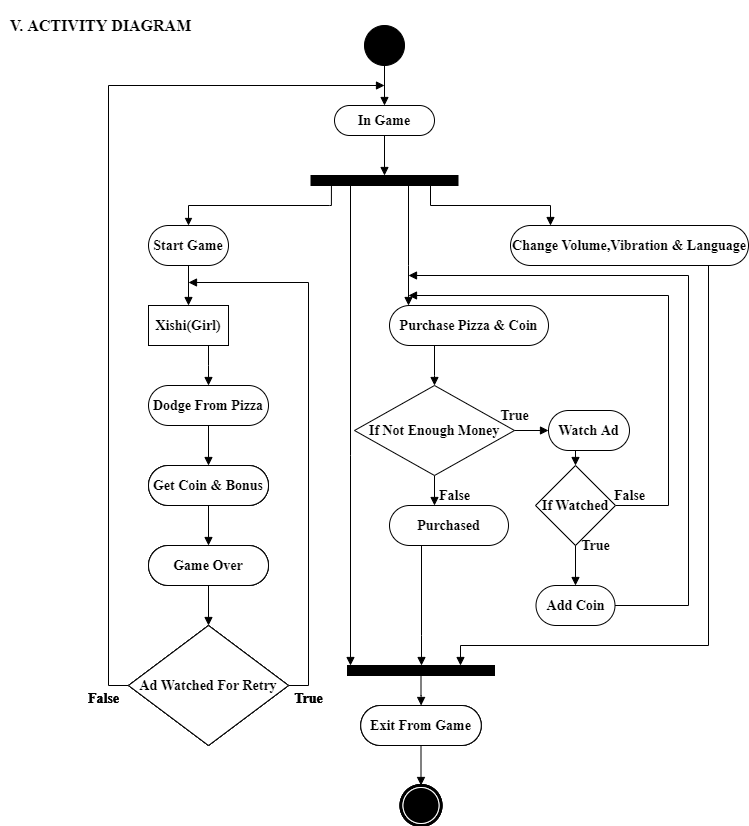 V. ACTIVITY DIAGRAM
In Game
Start Game
Change Volume,Vibration & Language
Xishi(Girl)
Purchase Pizza & Coin
Dodge From Pizza
If Not Enough Money
True
Watch Ad
Get Coin & Bonus
False
Purchased
If Watched
False
True
Game Over
Add Coin
Ad Watched For Retry
False
True
Exit From Game